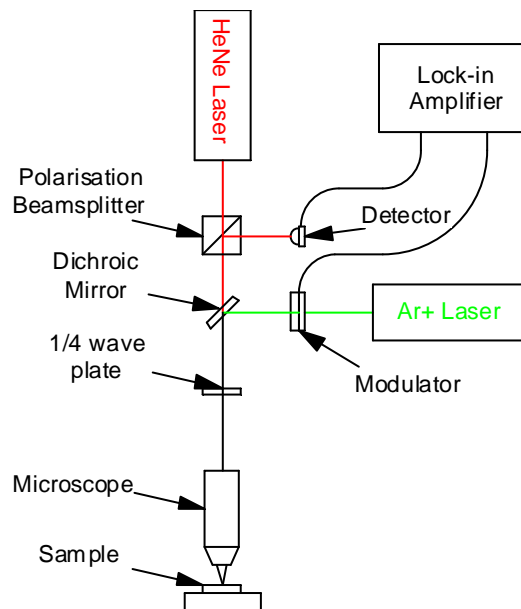 HeNe Laser
Lock-in
Amplifier
Polarisation
Beamsplitter
Detector
Dichroic
Mirror
Ar+ Laser
1/4 wave
plate
Modulator
Microscope
Sample